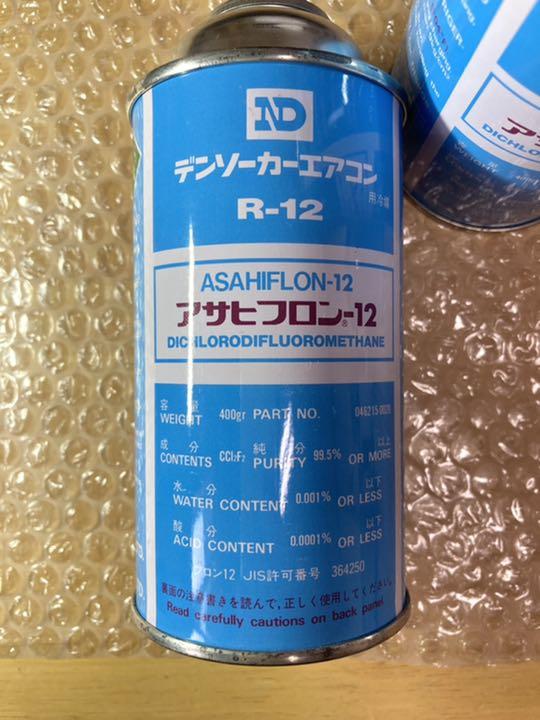 ND
デンソーカーエアコン
用冷媒
R-12
ASAHIFLON-12
アサヒフロン®-12
DICHLORODIFLUOROMETHANE
容量
WEIGHT 400gr PART NO.
成分 純分 以上
CONTENTS CCl₂F₂ PURITY 99.5% OR MORE
水分 以下
WATER CONTENT 0.001% OR LESS
酸分 以下
ACID CONTENT 0.0001% OR LESS
フロン12 JIS許可番号 364250
裏面の注意書きを読んで,正しく使用してください。
Read carefully cautions on back panel